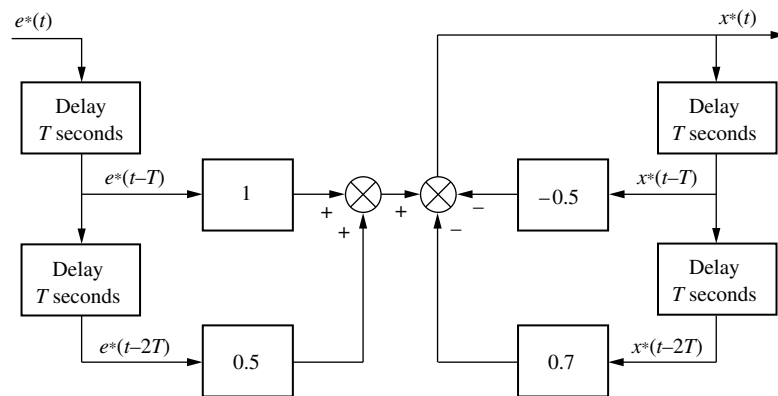 e*(t)
x*(t)
Delay
T seconds
Delay
T seconds
e*(t–T)
1
–0.5
x*(t–T)
+
+
+
–
–
Delay
T seconds
Delay
T seconds
e*(t–2T)
0.5
0.7
x*(t–2T)